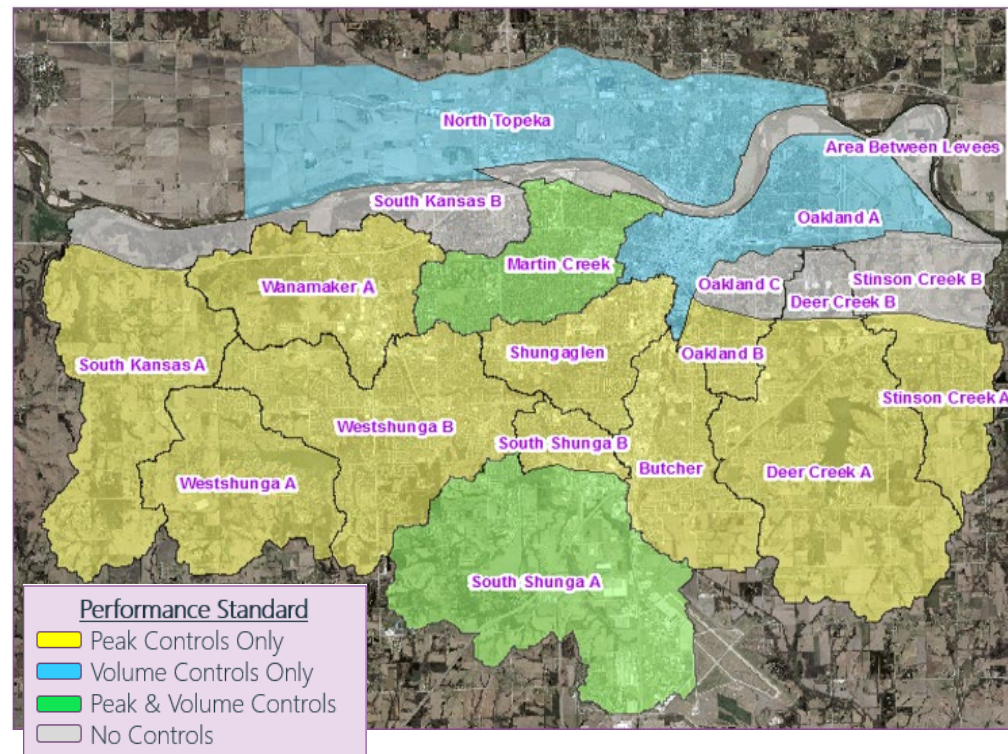 North Topeka
Area Between Levees
South Kansas B
Oakland A
Martin Creek
Wanamaker A
Oakland C
Stinson Creek B
Deer Creek B
South Kansas A
Shungaglen
Oakland B
Stinson Creek A
Westshunga B
South Shunga B
Butcher
Deer Creek A
Westshunga A
South Shunga A
Performance Standard
Peak Controls Only
Volume Controls Only
Peak & Volume Controls
No Controls